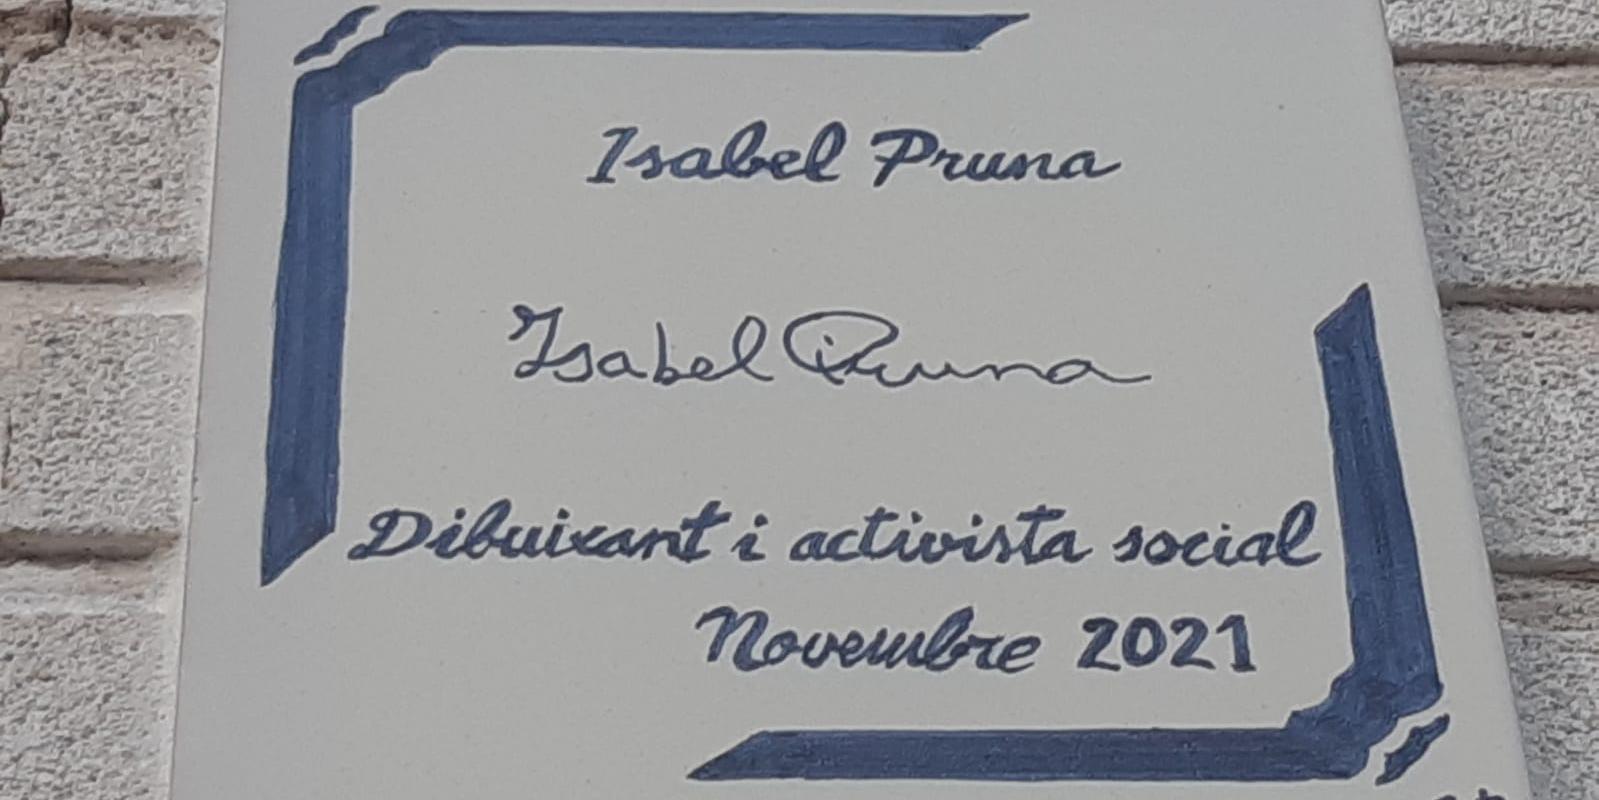 Isabel Pruna
Isabel Pruna
Dibuixant i activista social
Novembre 2021